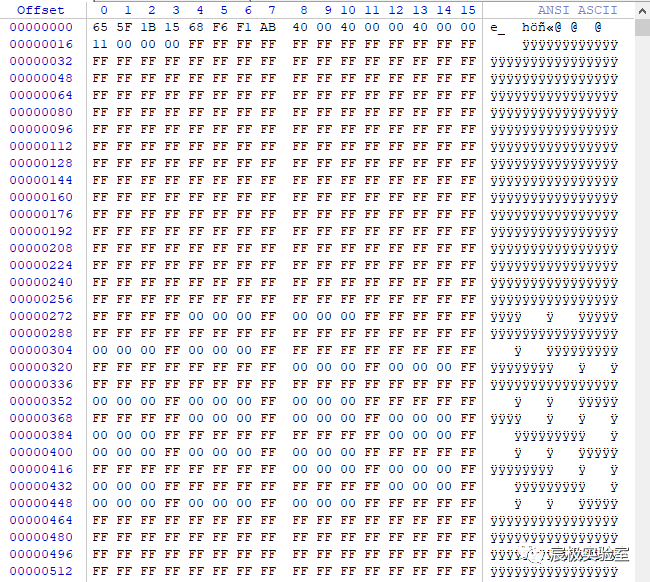 Offset 0 1 2 3 4 5 6 7 8 9 10 11 12 13 14 15 ANSI ASCII
00000000 65 5F 1B 15 68 F6 F1 AB 40 00 40 00 00 40 00 00 e_ höñ«@ @ @
00000016 11 00 00 00 FF FF FF FF FF FF FF FF FF FF FF FF ÿÿÿÿÿÿÿÿÿÿÿÿ
00000032 FF FF FF FF FF FF FF FF FF FF FF FF FF FF FF FF ÿÿÿÿÿÿÿÿÿÿÿÿÿÿÿÿ
00000048 FF FF FF FF FF FF FF FF FF FF FF FF FF FF FF FF ÿÿÿÿÿÿÿÿÿÿÿÿÿÿÿÿ
00000064 FF FF FF FF FF FF FF FF FF FF FF FF FF FF FF FF ÿÿÿÿÿÿÿÿÿÿÿÿÿÿÿÿ
00000080 FF FF FF FF FF FF FF FF FF FF FF FF FF FF FF FF ÿÿÿÿÿÿÿÿÿÿÿÿÿÿÿÿ
00000096 FF FF FF FF FF FF FF FF FF FF FF FF FF FF FF FF ÿÿÿÿÿÿÿÿÿÿÿÿÿÿÿÿ
00000112 FF FF FF FF FF FF FF FF FF FF FF FF FF FF FF FF ÿÿÿÿÿÿÿÿÿÿÿÿÿÿÿÿ
00000128 FF FF FF FF FF FF FF FF FF FF FF FF FF FF FF FF ÿÿÿÿÿÿÿÿÿÿÿÿÿÿÿÿ
00000144 FF FF FF FF FF FF FF FF FF FF FF FF FF FF FF FF ÿÿÿÿÿÿÿÿÿÿÿÿÿÿÿÿ
00000160 FF FF FF FF FF FF FF FF FF FF FF FF FF FF FF FF ÿÿÿÿÿÿÿÿÿÿÿÿÿÿÿÿ
00000176 FF FF FF FF FF FF FF FF FF FF FF FF FF FF FF FF ÿÿÿÿÿÿÿÿÿÿÿÿÿÿÿÿ
00000192 FF FF FF FF FF FF FF FF FF FF FF FF FF FF FF FF ÿÿÿÿÿÿÿÿÿÿÿÿÿÿÿÿ
00000208 FF FF FF FF FF FF FF FF FF FF FF FF FF FF FF FF ÿÿÿÿÿÿÿÿÿÿÿÿÿÿÿÿ
00000224 FF FF FF FF FF FF FF FF FF FF FF FF FF FF FF FF ÿÿÿÿÿÿÿÿÿÿÿÿÿÿÿÿ
00000240 FF FF FF FF FF FF FF FF FF FF FF FF FF FF FF FF ÿÿÿÿÿÿÿÿÿÿÿÿÿÿÿÿ
00000256 FF FF FF FF FF FF FF FF FF FF FF FF FF FF FF FF ÿÿÿÿÿÿÿÿÿÿÿÿÿÿÿÿ
00000272 FF FF FF FF 00 00 00 FF 00 00 00 FF FF FF FF FF ÿÿÿÿ ÿ ÿÿÿÿÿ
00000288 FF FF FF FF FF FF FF FF FF FF FF FF FF FF FF FF ÿÿÿÿÿÿÿÿÿÿÿÿÿÿÿÿ
00000304 00 00 00 FF 00 00 00 FF FF FF FF FF FF FF FF FF ÿ ÿÿÿÿÿÿÿÿÿ
00000320 FF FF FF FF FF FF FF FF 00 00 00 FF 00 00 00 FF ÿÿÿÿÿÿÿÿ ÿ ÿ
00000336 FF FF FF FF FF FF FF FF FF FF FF FF FF FF FF FF ÿÿÿÿÿÿÿÿÿÿÿÿÿÿÿÿ
00000352 00 00 00 FF 00 00 00 FF 00 00 00 FF FF FF FF FF ÿ ÿ ÿÿÿÿÿ
00000368 FF FF FF FF 00 00 00 FF 00 00 00 FF 00 00 00 FF ÿÿÿÿ ÿ ÿ ÿ
00000384 00 00 00 FF FF FF FF FF FF FF FF FF 00 00 00 FF ÿÿÿÿÿÿÿÿÿ ÿ
00000400 00 00 00 FF 00 00 00 FF 00 00 00 FF FF FF FF FF ÿ ÿ ÿÿÿÿÿ
00000416 FF FF FF FF FF FF FF FF 00 00 00 FF 00 00 00 FF ÿÿÿÿÿÿÿÿ ÿ ÿ
00000432 00 00 00 FF FF FF FF FF FF FF FF FF 00 00 00 FF ÿÿÿÿÿÿÿÿÿ ÿ
00000448 00 00 00 FF 00 00 00 FF 00 00 00 FF FF FF FF FF ÿ ÿ ÿÿÿÿÿ
00000464 FF FF FF FF FF FF FF FF FF FF FF FF FF FF FF FF ÿÿÿÿÿÿÿÿÿÿÿÿÿÿÿÿ
00000480 FF FF FF FF FF FF FF FF FF FF FF FF FF FF FF FF ÿÿÿÿÿÿÿÿÿÿÿÿÿÿÿÿ
00000496 FF FF FF FF FF FF FF FF FF FF FF FF FF FF FF FF
宸极实验室
00000512 FF FF FF FF FF FF FF FF FF FF FF FF FF FF FF FF ÿÿÿÿÿÿÿÿÿÿÿÿÿÿÿÿ